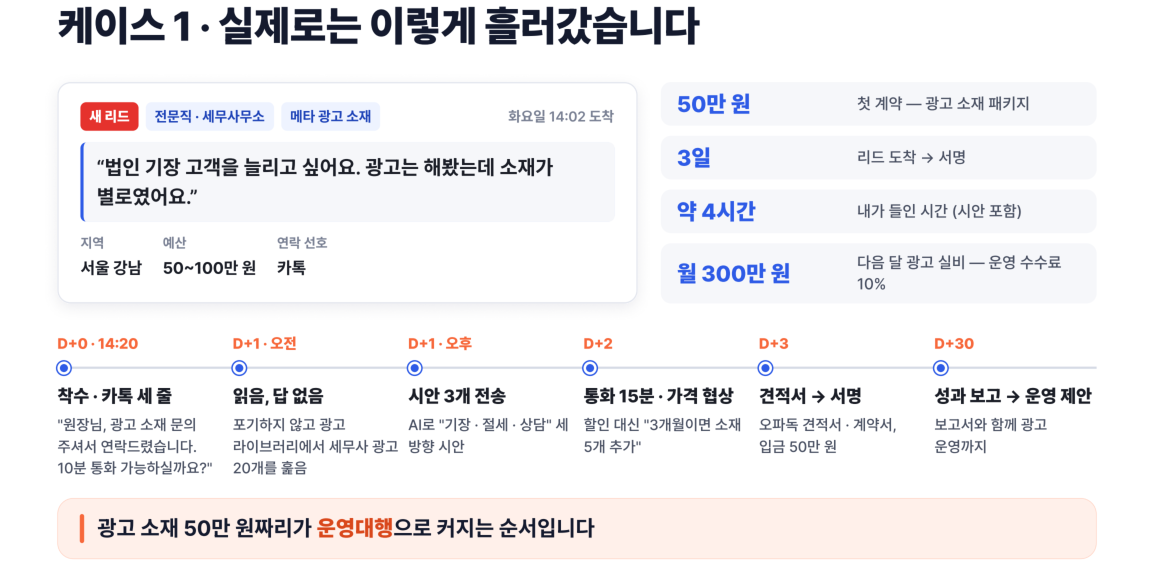 케이스 1 · 실제로는 이렇게 흘러갔습니다
새 리드 전문직 · 세무사무소 메타 광고 소재 화요일 14:02 도착
“법인 기장 고객을 늘리고 싶어요. 광고는 해봤는데 소재가
별로였어요.”
지역 예산 연락 선호
서울 강남 50~100만 원 카톡
50만 원 첫 계약 — 광고 소재 패키지
3일 리드 도착 → 서명
약 4시간 내가 들인 시간 (시안 포함)
월 300만 원 다음 달 광고 실비 — 운영 수수료
10%
D+0 · 14:20
착수 · 카톡 세 줄
"원장님, 광고 소재 문의
주셔서 연락드렸습니다.
10분 통화 가능하실까요?"
D+1 · 오전
읽음, 답 없음
포기하지 않고 광고
라이브러리에서 세무사 광고
20개를 훑음
D+1 · 오후
시안 3개 전송
AI로 "기장 · 절세 · 상담" 세
방향 시안
D+2
통화 15분 · 가격 협상
할인 대신 "3개월이면 소재
5개 추가"
D+3
견적서 → 서명
오파독 견적서 · 계약서,
입금 50만 원
D+30
성과 보고 → 운영 제안
보고서와 함께 광고
운영까지
광고 소재 50만 원짜리가 운영대행으로 커지는 순서입니다